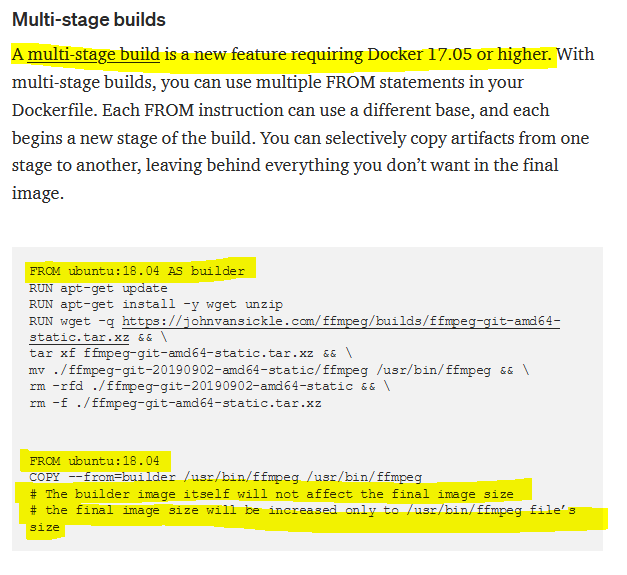 Multi-stage builds
A multi-stage build is a new feature requiring Docker 17.05 or higher. With
multi-stage builds, you can use multiple FROM statements in your
Dockerfile. Each FROM instruction can use a different base, and each
begins a new stage of the build. You can selectively copy artifacts from one
stage to another, leaving behind everything you don’t want in the final
image.
FROM ubuntu:18.04 AS builder
RUN apt-get update
RUN apt-get install -y wget unzip
RUN wget -q https://johnvansickle.com/ffmpeg/builds/ffmpeg-git-amd64-
static.tar.xz && \
tar xf ffmpeg-git-amd64-static.tar.xz && \
mv ./ffmpeg-git-20190902-amd64-static/ffmpeg /usr/bin/ffmpeg && \
rm -rfd ./ffmpeg-git-20190902-amd64-static && \
rm -f ./ffmpeg-git-amd64-static.tar.xz
FROM ubuntu:18.04
COPY --from=builder /usr/bin/ffmpeg /usr/bin/ffmpeg
# The builder image itself will not affect the final image size
# the final image size will be increased only to /usr/bin/ffmpeg file’s
size